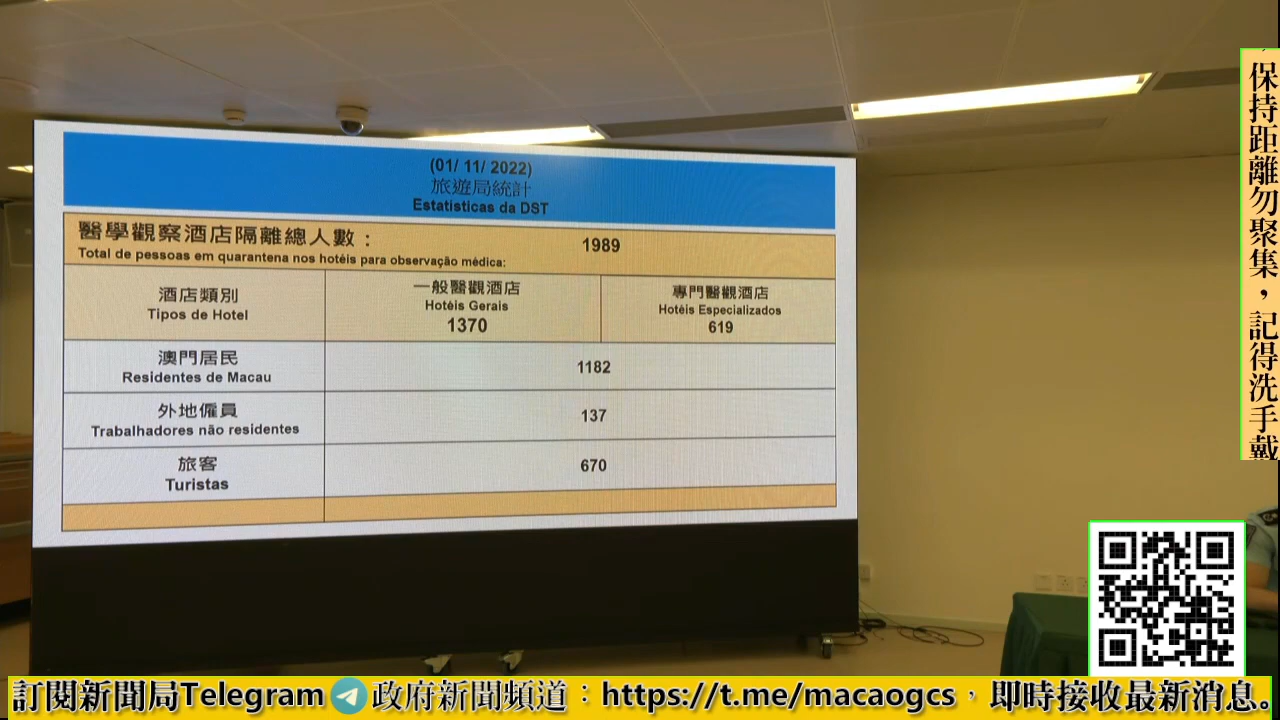 (01/ 11/ 2022)
旅遊局統計
Estatísticas da DST
醫學觀察酒店隔離總人數：
Total de pessoas em quarantena nos hotéis para observação médica:
1989
酒店類別
Tipos de Hotel
一般醫觀酒店
Hotéis Gerais
1370
專門醫觀酒店
Hotéis Especializados
619
澳門居民
Residentes de Macau
1182
外地僱員
Trabalhadores não residentes
137
旅客
Turistas
670
保持距離勿聚集，記得洗手戴
訂閱新聞局Telegram 政府新聞頻道：https://t.me/macaogcs，即時接收最新消息。